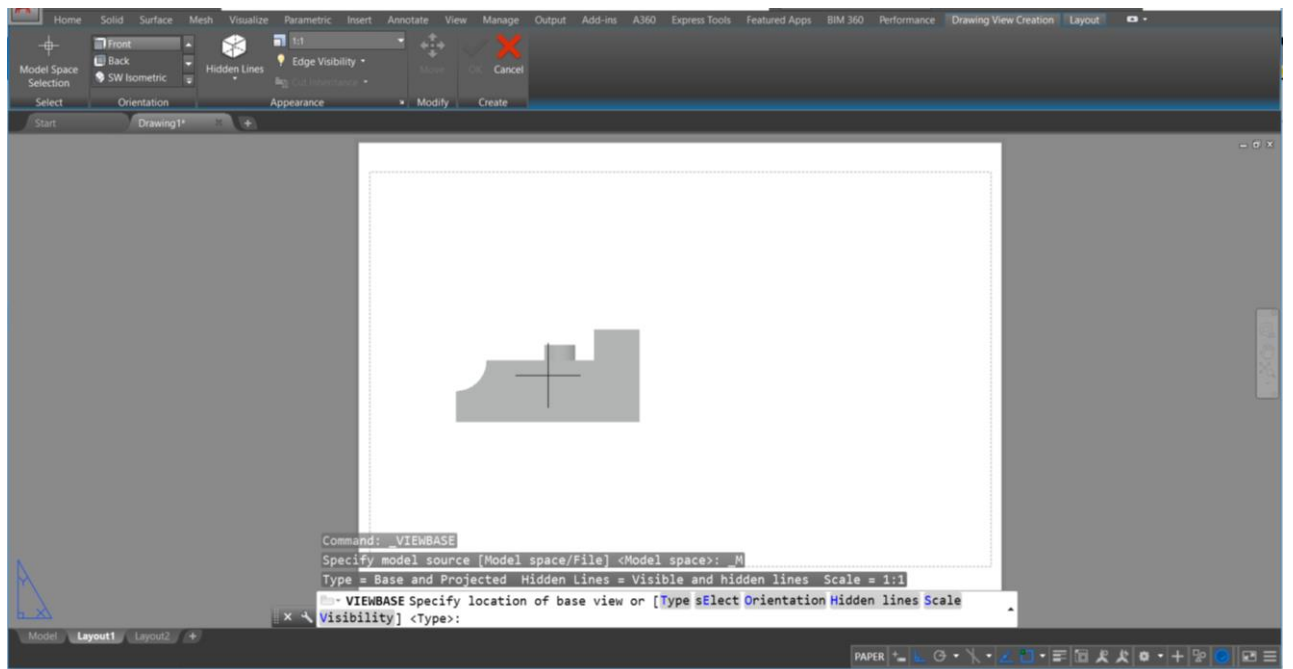 Home Solid Surface Mesh Visualize Parametric Insert Annotate View Manage Output Add-ins A360 Express Tools Featured Apps BIM 360 Performance Drawing View Creation Layout
Front 1:1
Back Edge Visibility
Model Space Selection SW Isometric Hidden Lines Cut Inheritance Move OK Cancel
Select Orientation Appearance Modify Create
Start Drawing1*
Command: _VIEWBASE
Specify model source [Model space/File] <Model space>: _M
Type = Base and Projected Hidden Lines = Visible and hidden lines Scale = 1:1
VIEWBASE Specify location of base view or [Type sElect Orientation Hidden lines Scale
Visibility] <Type>:
Model Layout1 Layout2
PAPER